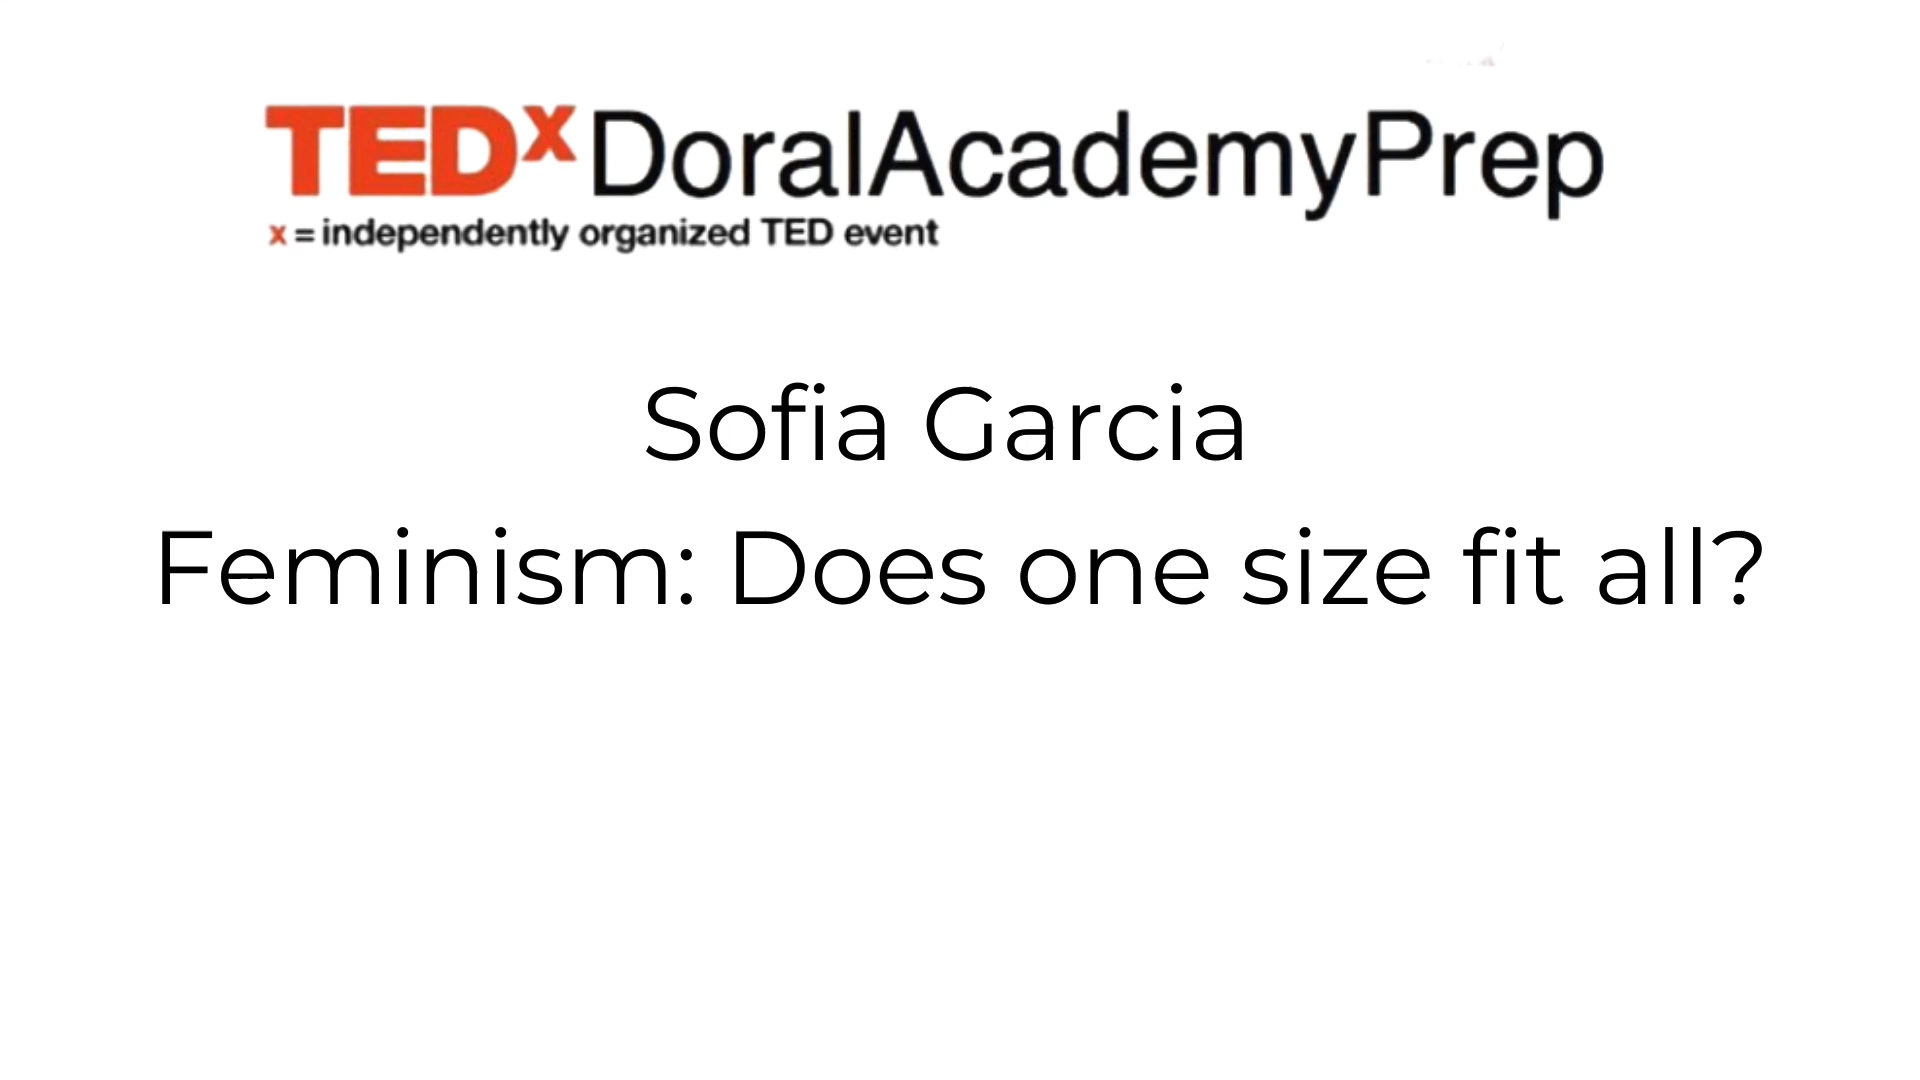 TEDx DoralAcademyPrep
x = independently organized TED event
Sofia Garcia
Feminism: Does one size fit all?